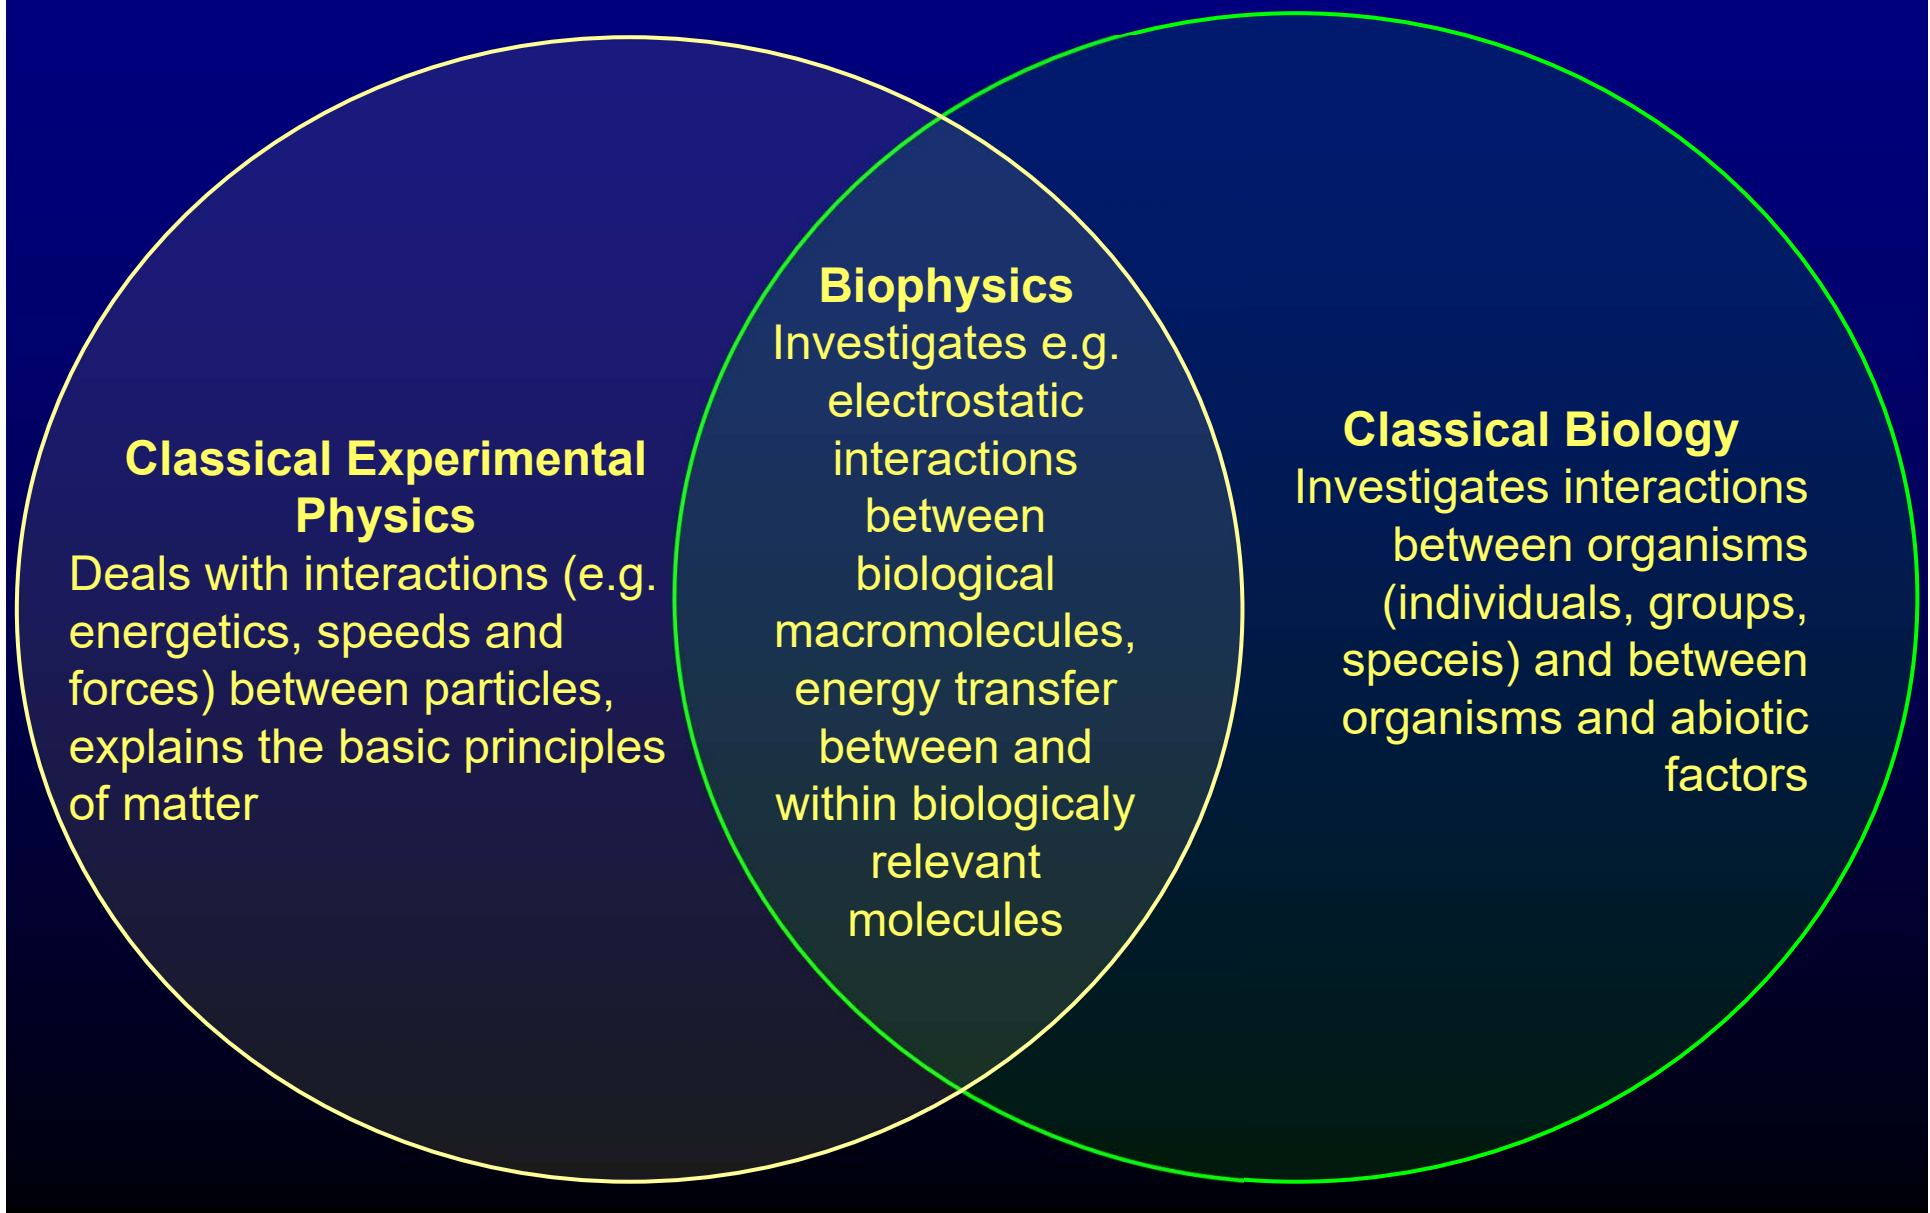 Classical Experimental
Physics
Deals with interactions (e.g.
energetics, speeds and
forces) between particles,
explains the basic principles
of matter
Biophysics
Investigates e.g.
electrostatic
interactions
between
biological
macromolecules,
energy transfer
between and
within biologicaly
relevant
molecules
Classical Biology
Investigates interactions
between organisms
(individuals, groups,
speceis) and between
organisms and abiotic
factors